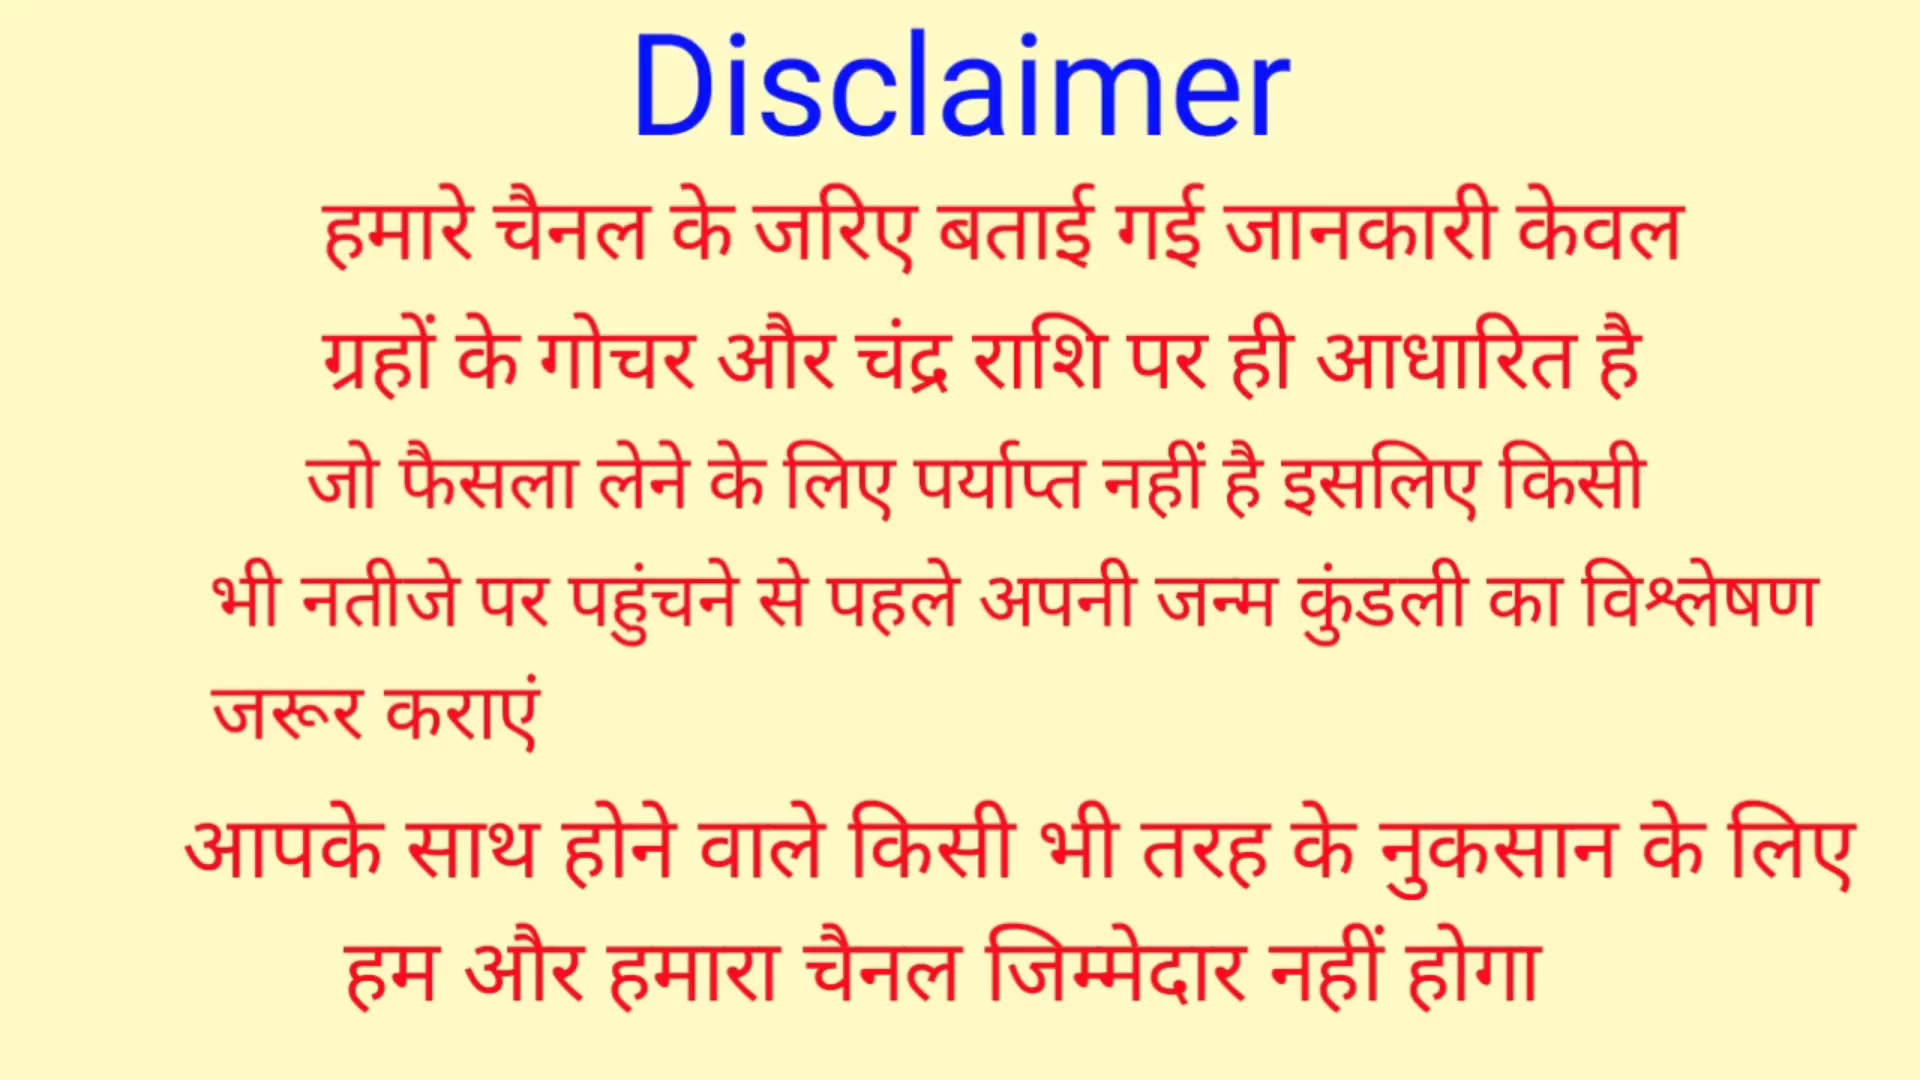 Disclaimer
हमारे चैनल के जरिए बताई गई जानकारी केवल
ग्रहों के गोचर और चंद्र राशि पर ही आधारित है
जो फैसला लेने के लिए पर्याप्त नहीं है इसलिए किसी
भी नतीजे पर पहुंचने से पहले अपनी जन्म कुंडली का विश्लेषण
जरूर कराएं
आपके साथ होने वाले किसी भी तरह के नुकसान के लिए
हम और हमारा चैनल जिम्मेदार नहीं होगा